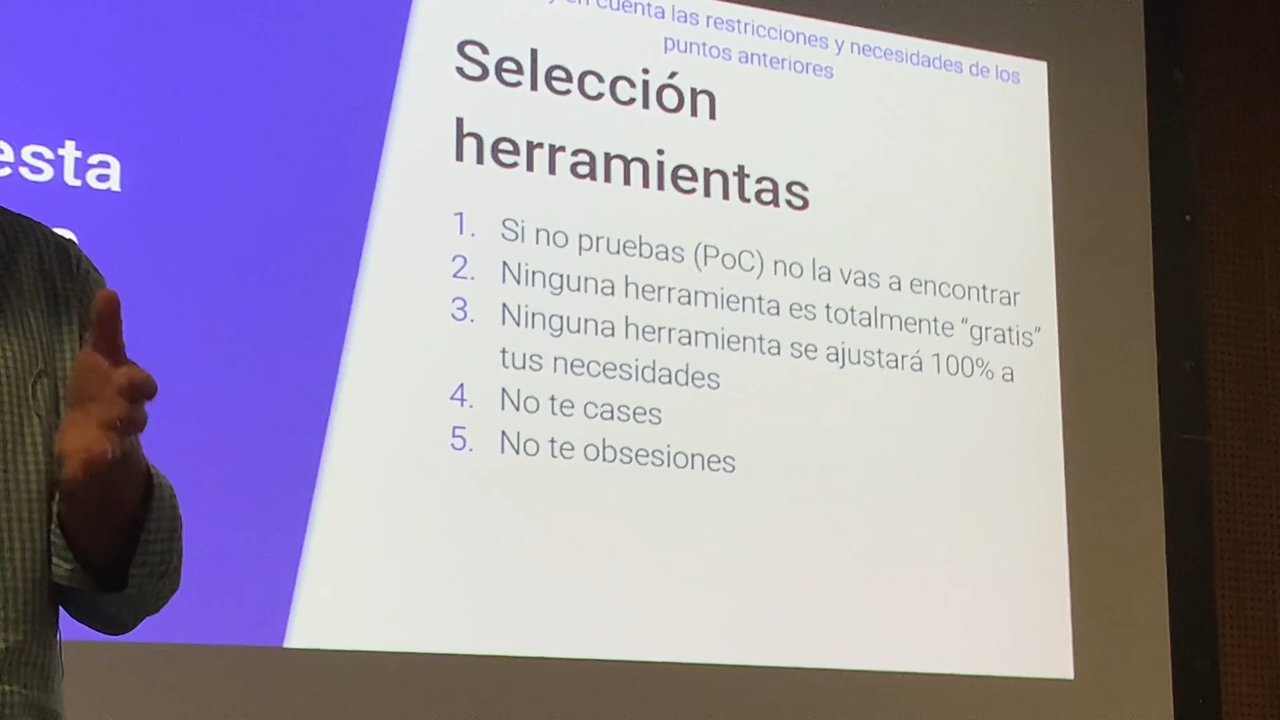 esta
cuenta las restricciones y necesidades de los
puntos anteriores
Selección
herramientas
1. Si no pruebas (PoC) no la vas a encontrar
2. Ninguna herramienta es totalmente “gratis”
3. Ninguna herramienta se ajustará 100% a
tus necesidades
4. No te cases
5. No te obsesiones